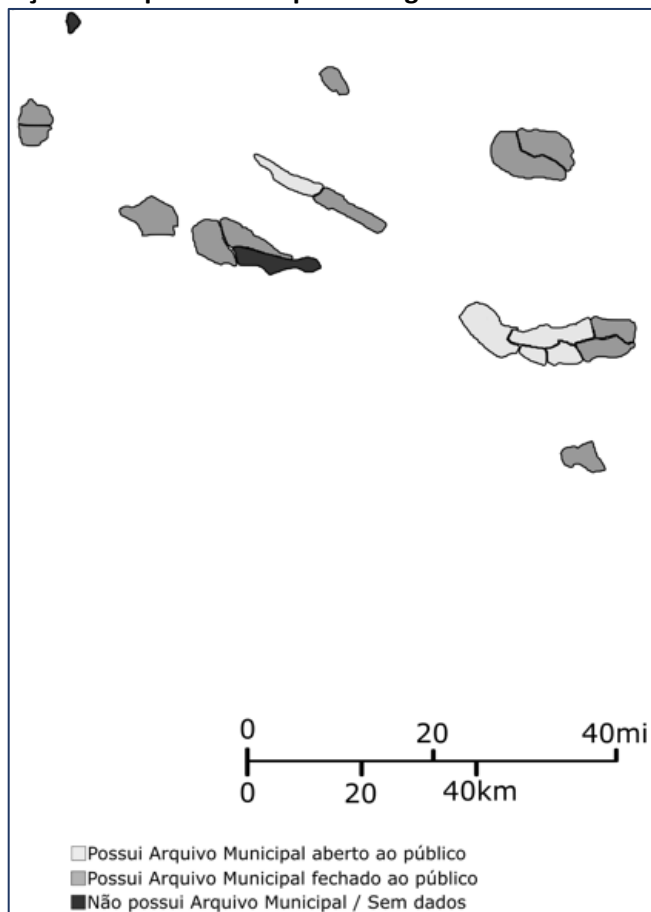 0
20
40mi
0
20
40km
Possui Arquivo Municipal aberto ao público
Possui Arquivo Municipal fechado ao público
Não possui Arquivo Municipal / Sem dados